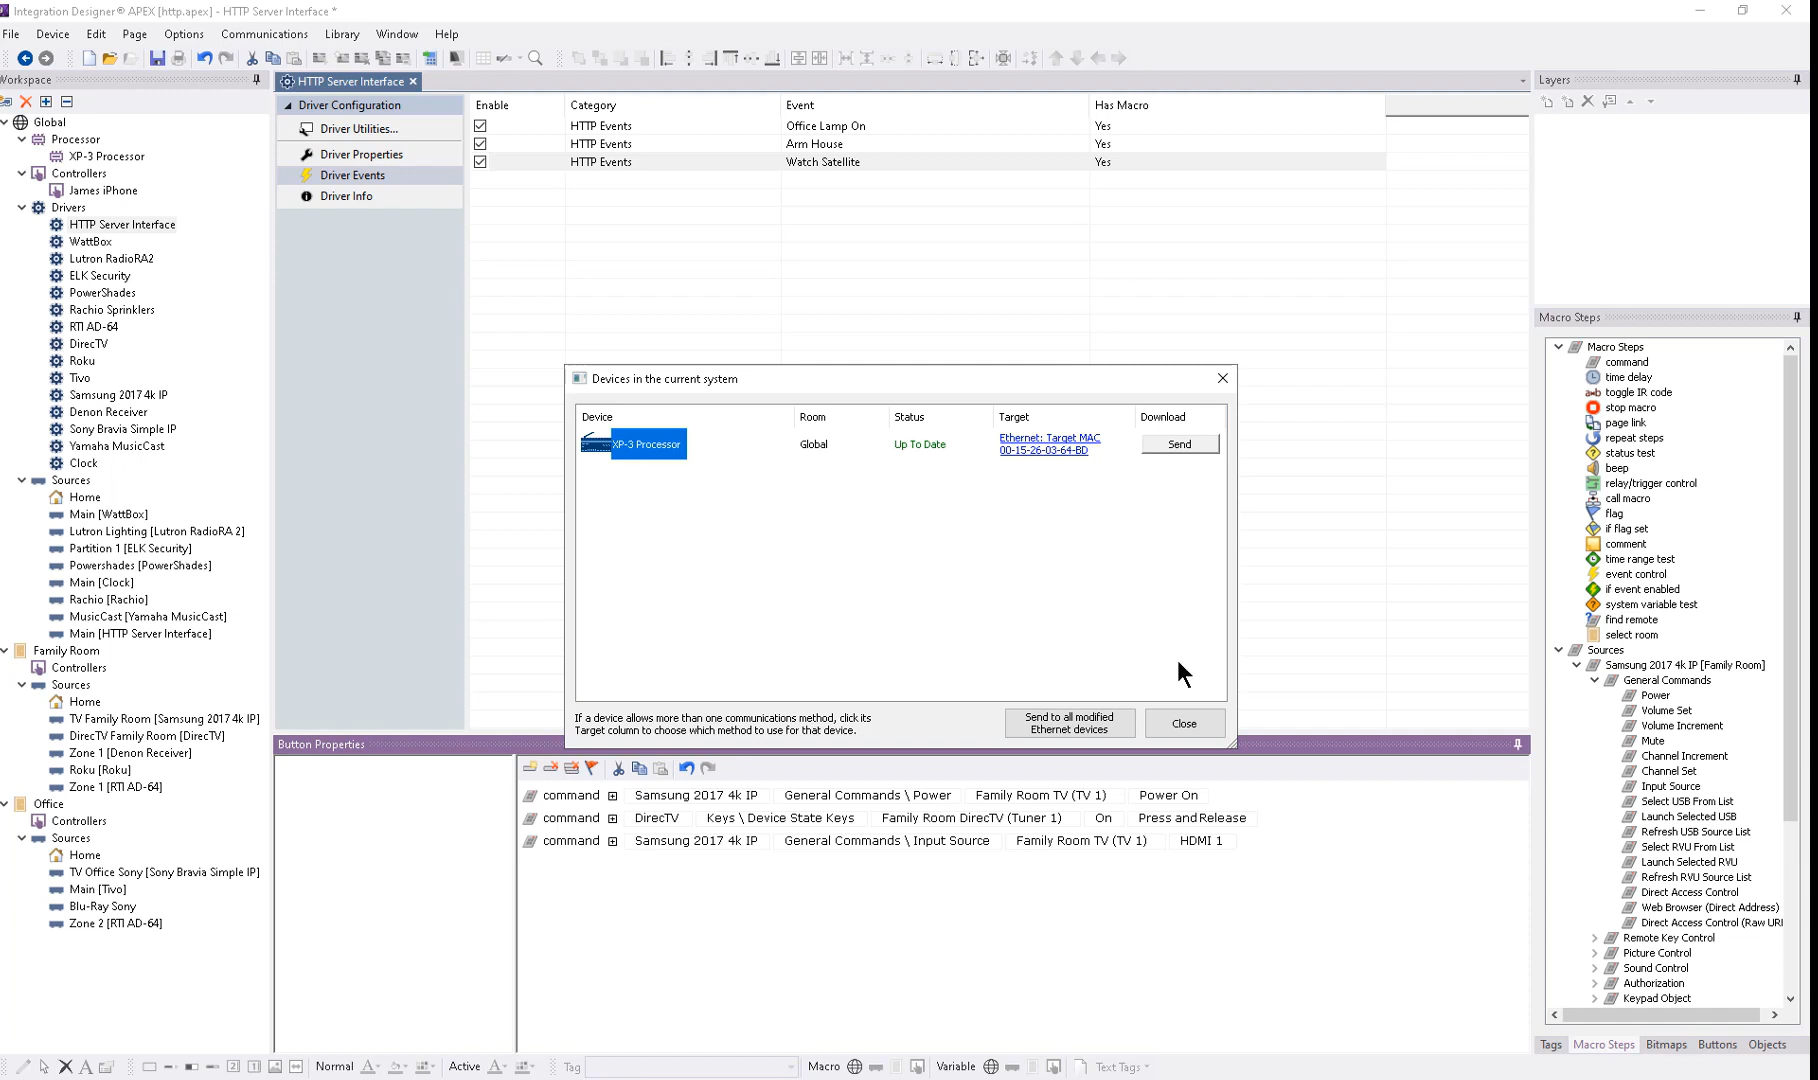 Integration Designer® APEX [http.apex] - HTTP Server Interface *
File Device Edit Page Options Communications Library Window Help
Workspace
HTTP Server Interface
Layers
Global
Processor
XP-3 Processor
Controllers
James iPhone
Drivers
HTTP Server Interface
WattBox
Lutron RadioRA2
ELK Security
PowerShades
Rachio Sprinklers
RTI AD-64
DirecTV
Roku
Tivo
Samsung 2017 4k IP
Denon Receiver
Sony Bravia Simple IP
Yamaha MusicCast
Clock
Sources
Home
Main [WattBox]
Lutron Lighting [Lutron RadioRA 2]
Partition 1 [ELK Security]
Powershades [PowerShades]
Main [Clock]
Rachio [Rachio]
MusicCast [Yamaha MusicCast]
Main [HTTP Server Interface]
Family Room
Controllers
Sources
Home
TV Family Room [Samsung 2017 4k IP]
DirecTV Family Room [DirecTV]
Zone 1 [Denon Receiver]
Roku [Roku]
Zone 1 [RTI AD-64]
Office
Controllers
Sources
Home
TV Office Sony [Sony Bravia Simple IP]
Main [Tivo]
Blu-Ray Sony
Zone 2 [RTI AD-64]
Driver Configuration
Driver Utilities...
Driver Properties
Driver Events
Driver Info
Enable Category Event Has Macro
HTTP Events Office Lamp On Yes
HTTP Events Arm House Yes
HTTP Events Watch Satellite Yes
Devices in the current system
Device Room Status Target Download
XP-3 Processor Global Up To Date Ethernet: Target MAC Send
00-15-26-03-64-BD
If a device allows more than one communications method, click its
Target column to choose which method to use for that device.
Send to all modified
Ethernet devices
Close
Button Properties
command Samsung 2017 4k IP General Commands \ Power Family Room TV (TV 1) Power On
command DirecTV Keys \ Device State Keys Family Room DirecTV (Tuner 1) On Press and Release
command Samsung 2017 4k IP General Commands \ Input Source Family Room TV (TV 1) HDMI 1
Macro Steps
Macro Steps
command
time delay
toggle IR code
stop macro
page link
repeat steps
status test
beep
relay/trigger control
call macro
flag
if flag set
comment
time range test
event control
if event enabled
system variable test
find remote
select room
Sources
Samsung 2017 4k IP [Family Room]
General Commands
Power
Volume Set
Volume Increment
Mute
Channel Increment
Channel Set
Input Source
Select USB From List
Launch Selected USB
Refresh USB Source List
Select RVU From List
Launch Selected RVU
Refresh RVU Source List
Direct Access Control
Web Browser (Direct Address)
Direct Access Control (Raw URI
Remote Key Control
Picture Control
Sound Control
Authorization
Keypad Object
Tags Macro Steps Bitmaps Buttons Objects
Normal Active Tag Macro Variable Text Tags